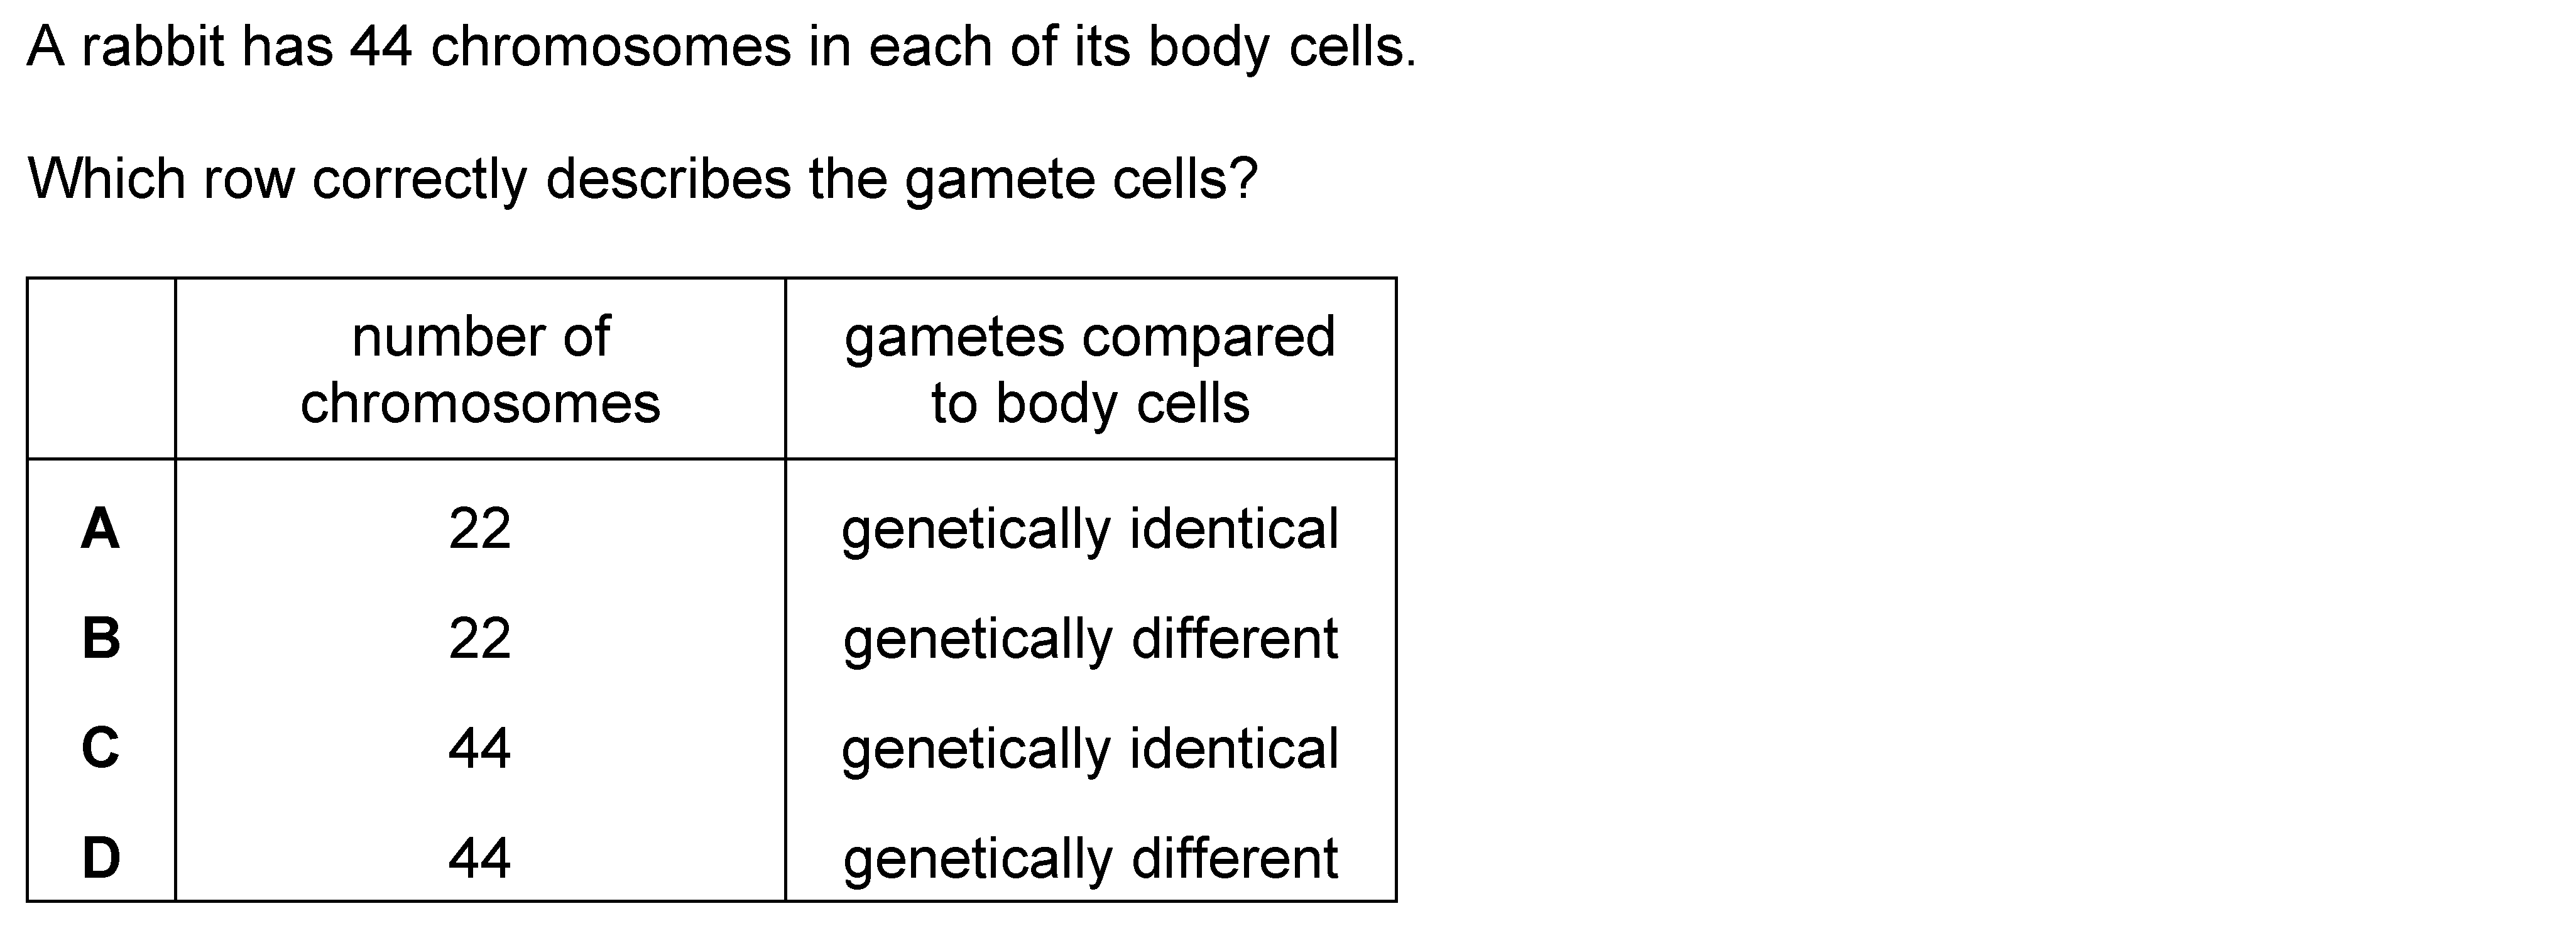 A rabbit has 44 chromosomes in each of its body cells.
Which row correctly describes the gamete cells?
number of chromosomes gametes compared to body cells
A 22 genetically identical
B 22 genetically different
C 44 genetically identical
D 44 genetically different